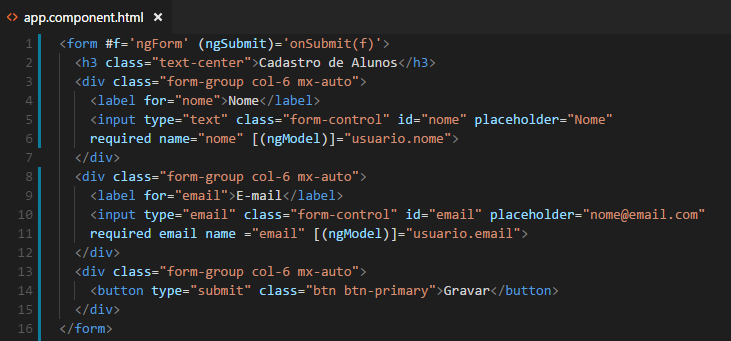 <> app.component.html ×
1 <form #f='ngForm' (ngSubmit)='onSubmit(f)'>
2 <h3 class="text-center">Cadastro de Alunos</h3>
3 <div class="form-group col-6 mx-auto">
4 <label for="nome">Nome</label>
5 <input type="text" class="form-control" id="nome" placeholder="Nome"
6 required name="nome" [(ngModel)]="usuario.nome">
7 </div>
8 <div class="form-group col-6 mx-auto">
9 <label for="email">E-mail</label>
10 <input type="email" class="form-control" id="email" placeholder="nome@email.com"
11 required email name ="email" [(ngModel)]="usuario.email">
12 </div>
13 <div class="form-group col-6 mx-auto">
14 <button type="submit" class="btn btn-primary">Gravar</button>
15 </div>
16 </form>